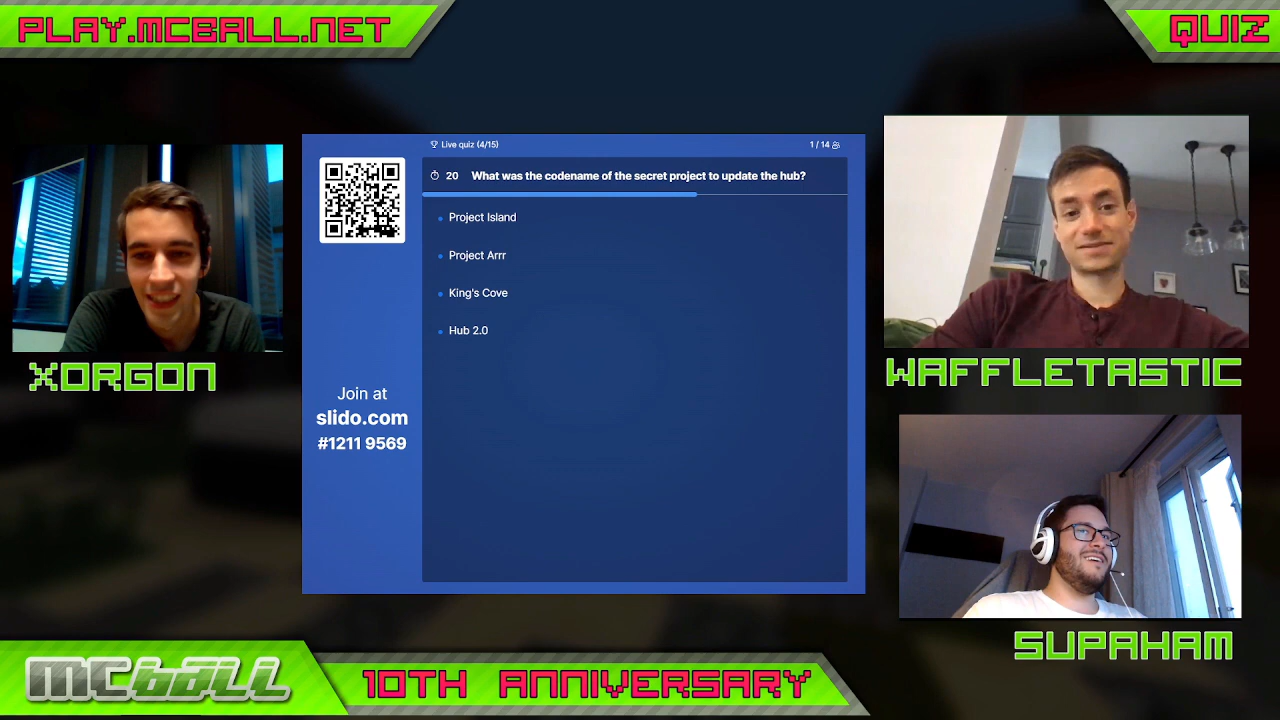 PLAY.MCBALL.NET
QUIZ
Live quiz (4/15)
1 / 14
20 What was the codename of the secret project to update the hub?
Project Island
Project Arrr
King's Cove
Hub 2.0
Join at
slido.com
#1211 9569
XORGON
WAFFLETASTIC
SUPAHAM
MCball
10TH ANNIVERSARY